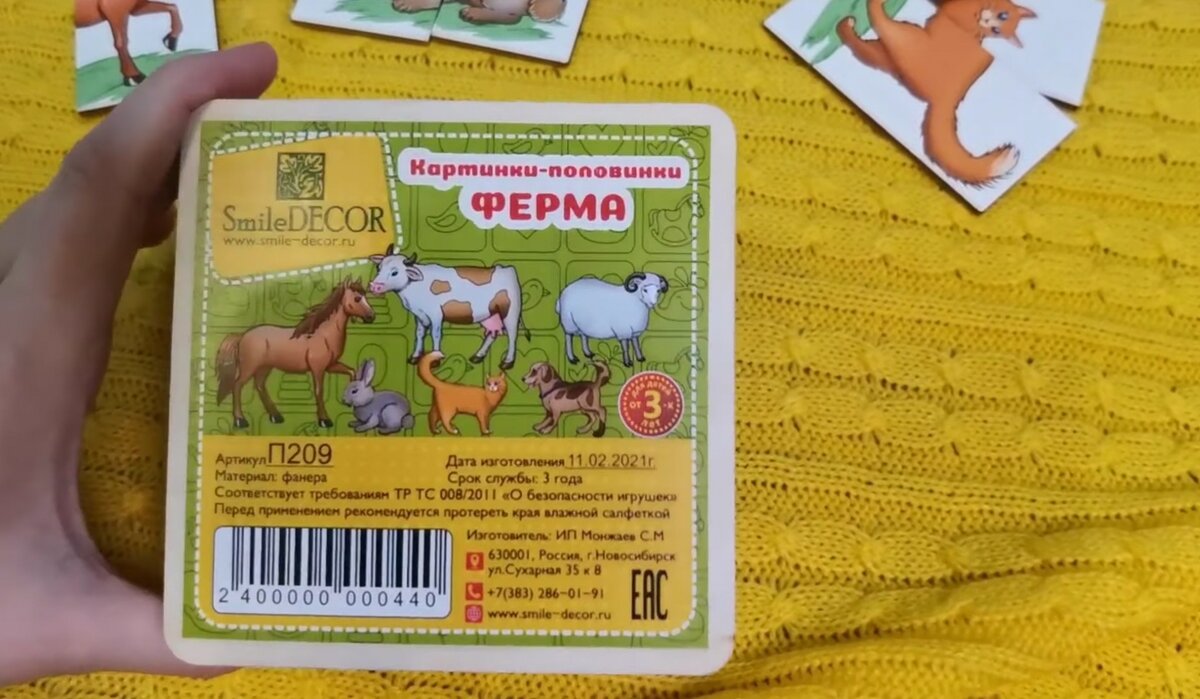 SmileDECOR
www.smile-decor.ru
Картинки-половинки
ФЕРМА
для детей
от 3-х
лет
Артикул П209
Материал: фанера
Дата изготовления 11.02.2021г.
Срок службы: 3 года
Соответствует требованиям ТР ТС 008/2011 «О безопасности игрушек»
Перед применением рекомендуется протереть края влажной салфеткой
2 400000 000440
Изготовитель: ИП Монжаев С.М
630001, Россия, г.Новосибирск
ул.Сухарная 35 к 8
+7(383) 286-01-91
www.smile-decor.ru
EAC